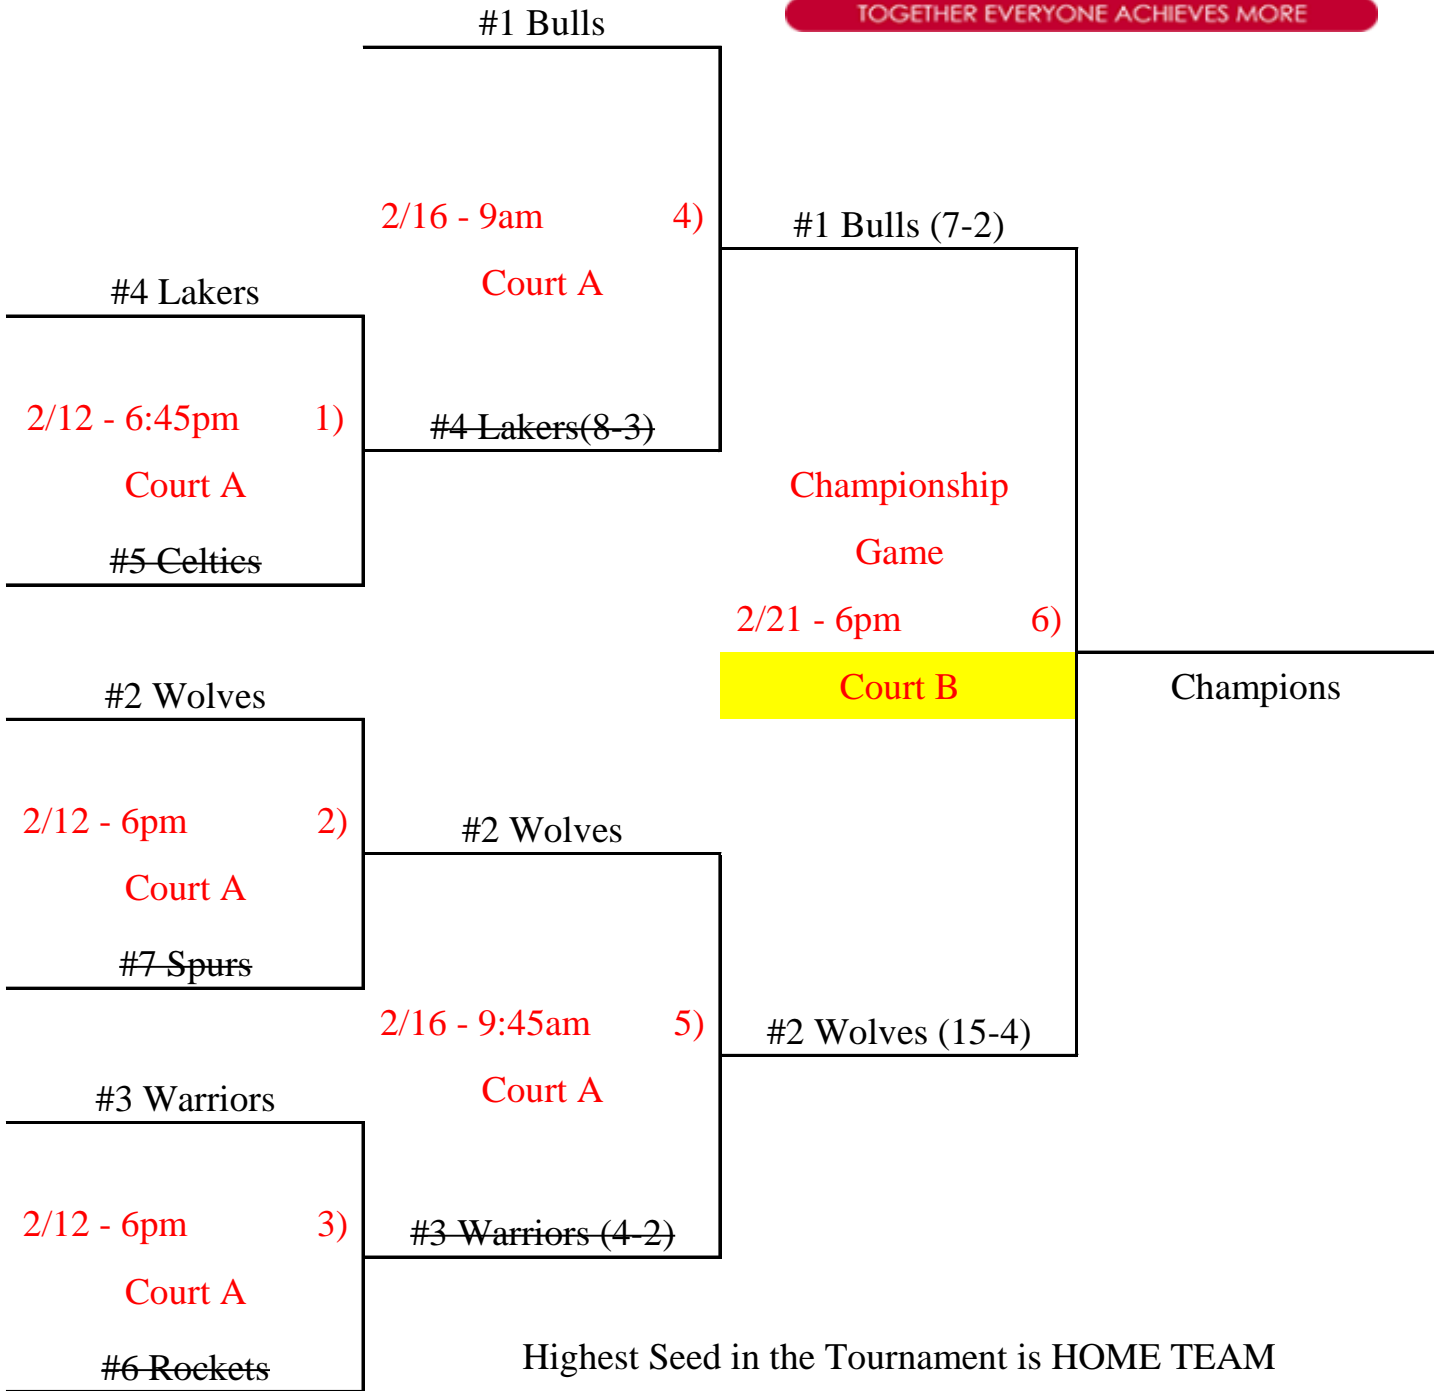 TOGETHER EVERYONE ACHIEVES MORE
#1 Bulls
2/16 - 9am 4)
Court A
#1 Bulls (7-2)
#4 Lakers
2/12 - 6:45pm 1)
Court A
#4 Lakers(8-3)
#5 Celtics
Championship
Game
2/21 - 6pm 6)
Court B
Champions
#2 Wolves
2/12 - 6pm 2)
Court A
#2 Wolves
#7 Spurs
2/16 - 9:45am 5)
Court A
#2 Wolves (15-4)
#3 Warriors
2/12 - 6pm 3)
Court A
#3 Warriors (4-2)
#6 Rockets
Highest Seed in the Tournament is HOME TEAM